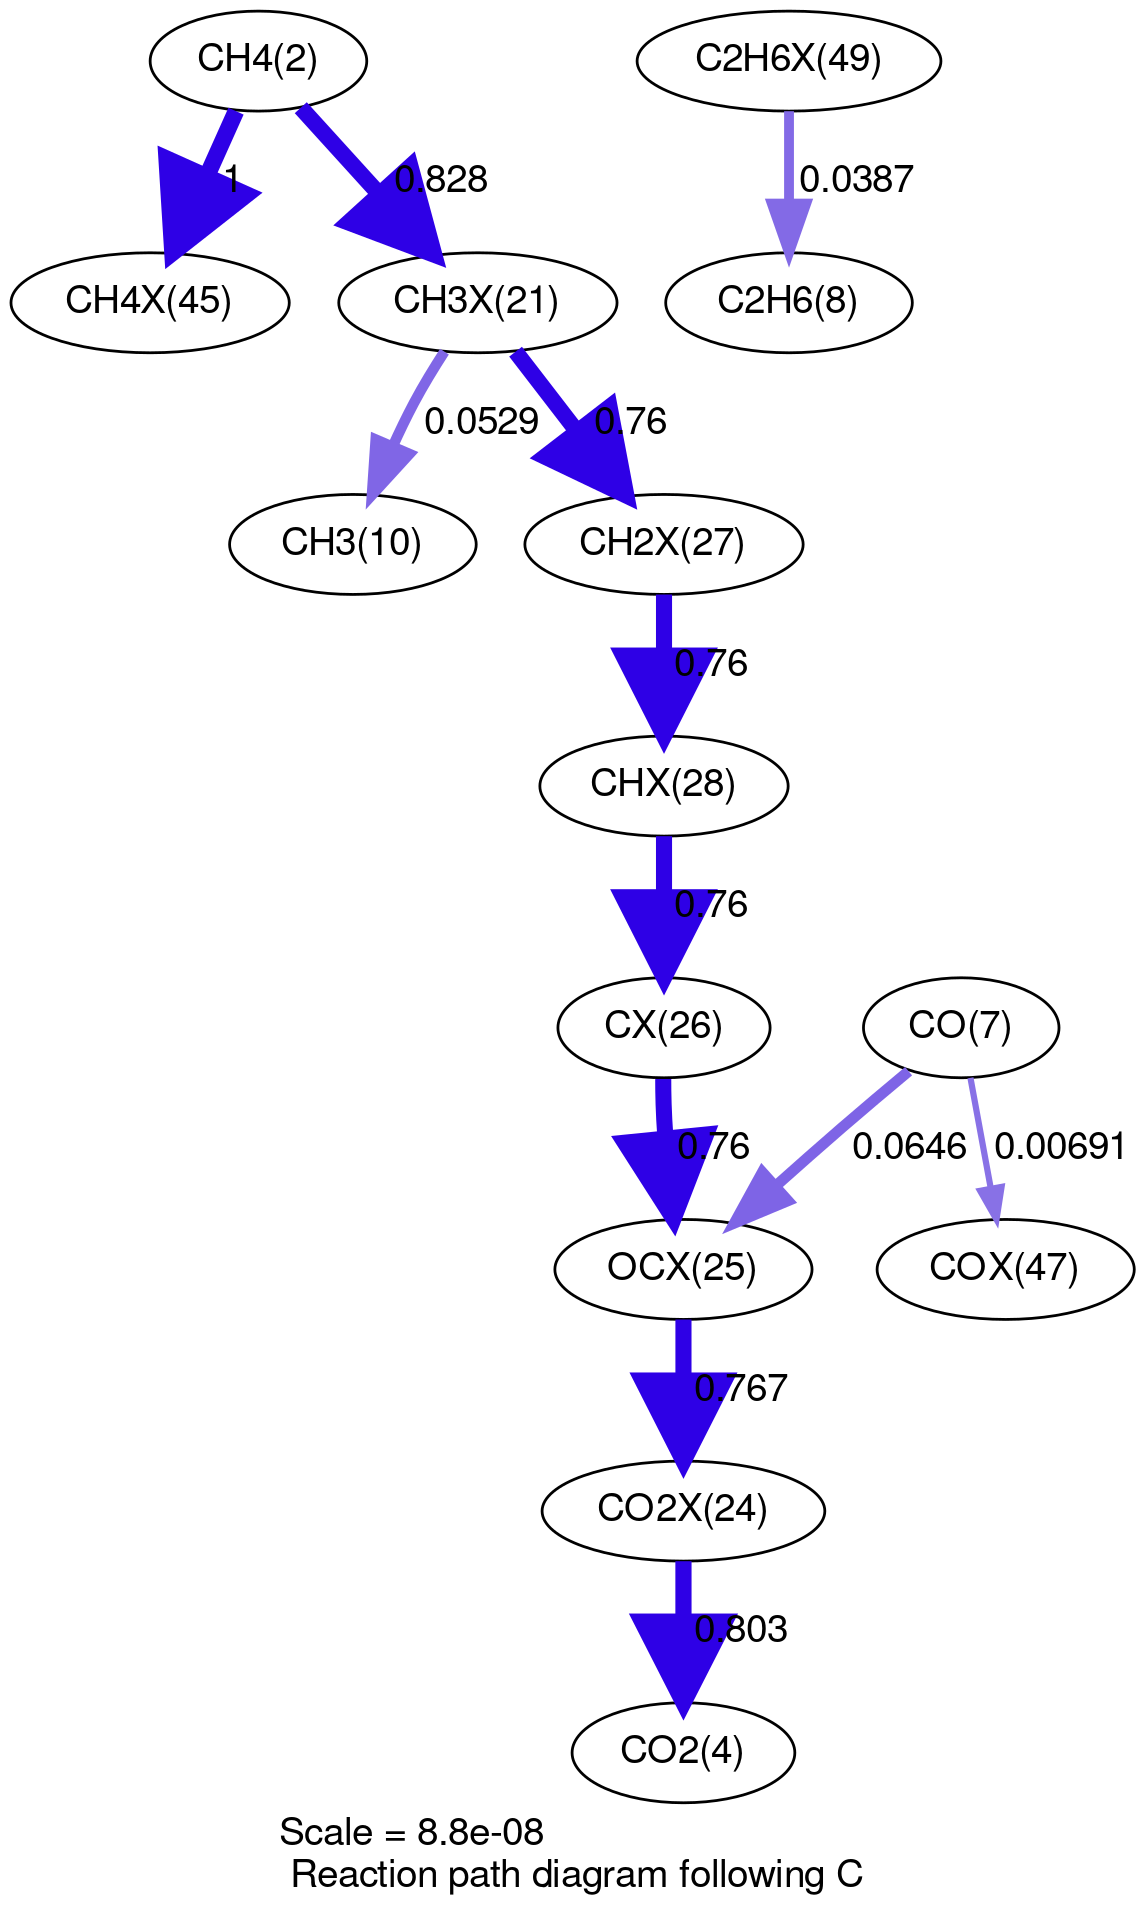 CH4(2)
C2H6X(49)
1
0.828
0.0387
CH4X(45)
CH3X(21)
C2H6(8)
0.0529
0.76
CH3(10)
CH2X(27)
0.76
CHX(28)
0.76
CX(26)
CO(7)
0.76
0.0646
0.00691
OCX(25)
COX(47)
0.767
CO2X(24)
0.803
CO2(4)
Scale = 8.8e-08
Reaction path diagram following C